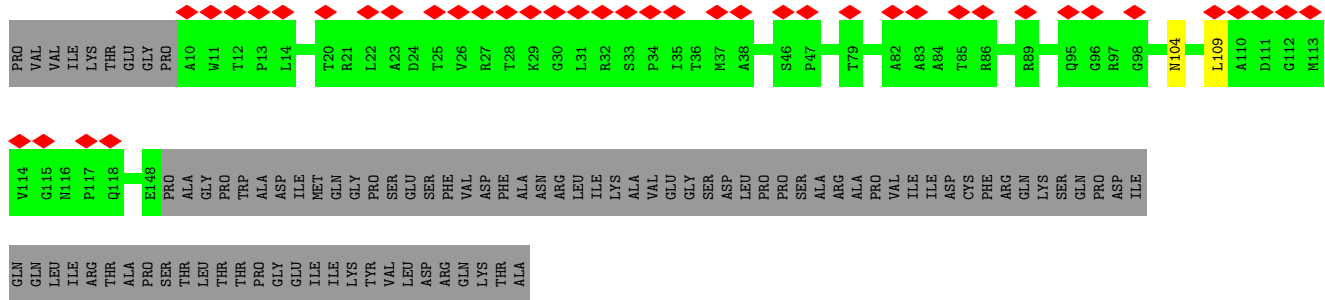 PRO VAL VAL ILE LYS THR GLU GLY PRO A10 W11 T12 P13 L14 T20 R21 L22 A23 D24 T25 V26 R27 T28 K29 G30 L31 R32 S33 P34 I35 T36 M37 A38 S46 P47 T79 A82 A83 A84 T85 R86 R89 Q95 G96 R97 G98 N104 L109 A110 D111 G112 M113
V114 G115 N116 P117 Q118 E148 PRO ALA GLY PRO TRP ALA ASP ILE MET GLN GLY PRO SER GLU SER PHE VAL ASP PHE ALA ASN ARG LEU ILE LYS ALA VAL GLU GLY SER ASP LEU PRO PRO SER ALA ARG ALA PRO VAL ILE ILE ASP CYS PHE ARG GLN LYS SER GLN PRO ASP ILE
GLN GLN LEU ILE ARG THR ALA PRO SER THR LEU THR THR PRO GLY GLU ILE ILE LYS TYR VAL LEU ASP ARG GLN LYS THR ALA